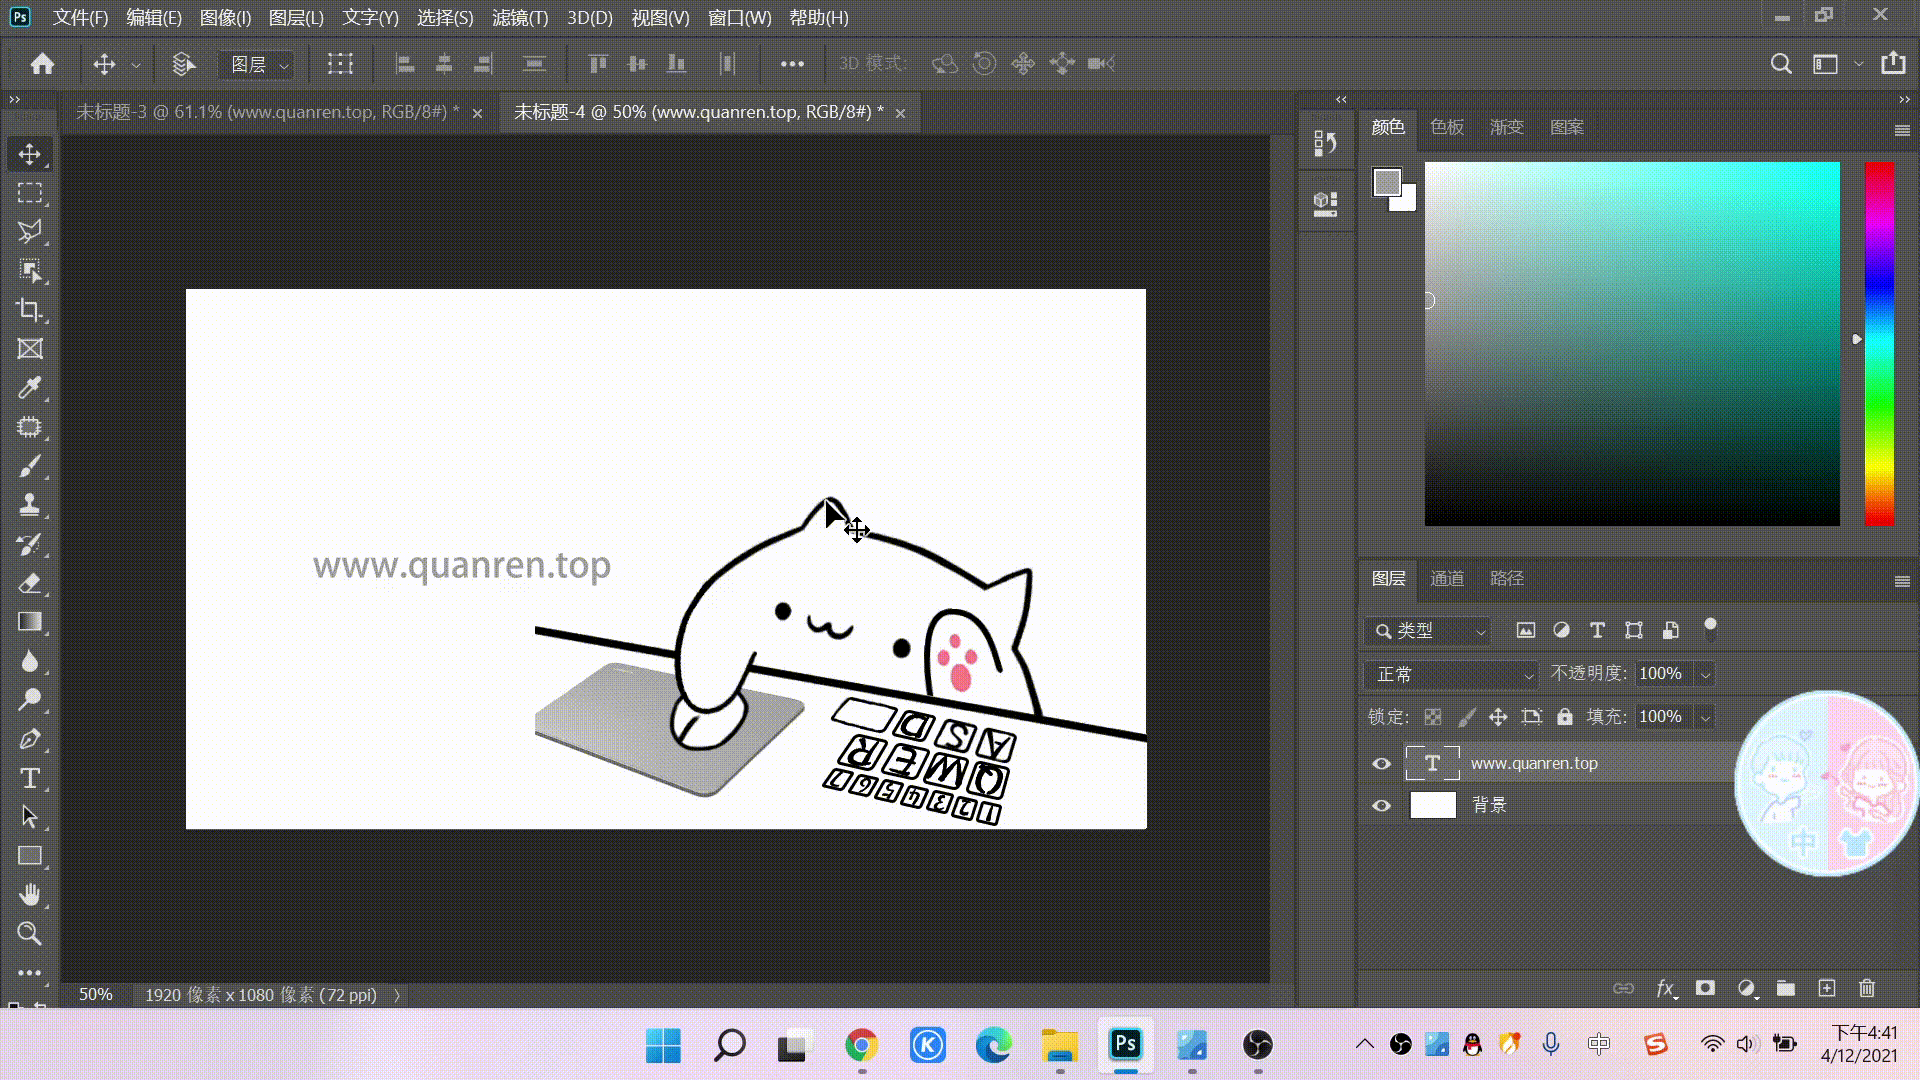 Ps 文件(F) 编辑(E) 图像(I) 图层(L) 文字(Y) 选择(S) 滤镜(T) 3D(D) 视图(V) 窗口(W) 帮助(H)
图层 3D 模式:
未标题-3 @ 61.1% (www.quanren.top, RGB/8#) * 未标题-4 @ 50% (www.quanren.top, RGB/8#) *
颜色 色板 渐变 图案
www.quanren.top
D S A
R E W Q
7 6 5 4 3 2 1
图层 通道 路径
类型
正常 不透明度: 100%
锁定: 填充: 100%
www.quanren.top
背景
中
fx
50% 1920 像素 x 1080 像素 (72 ppi)
K Ps 中 S
下午4:41
4/12/2021